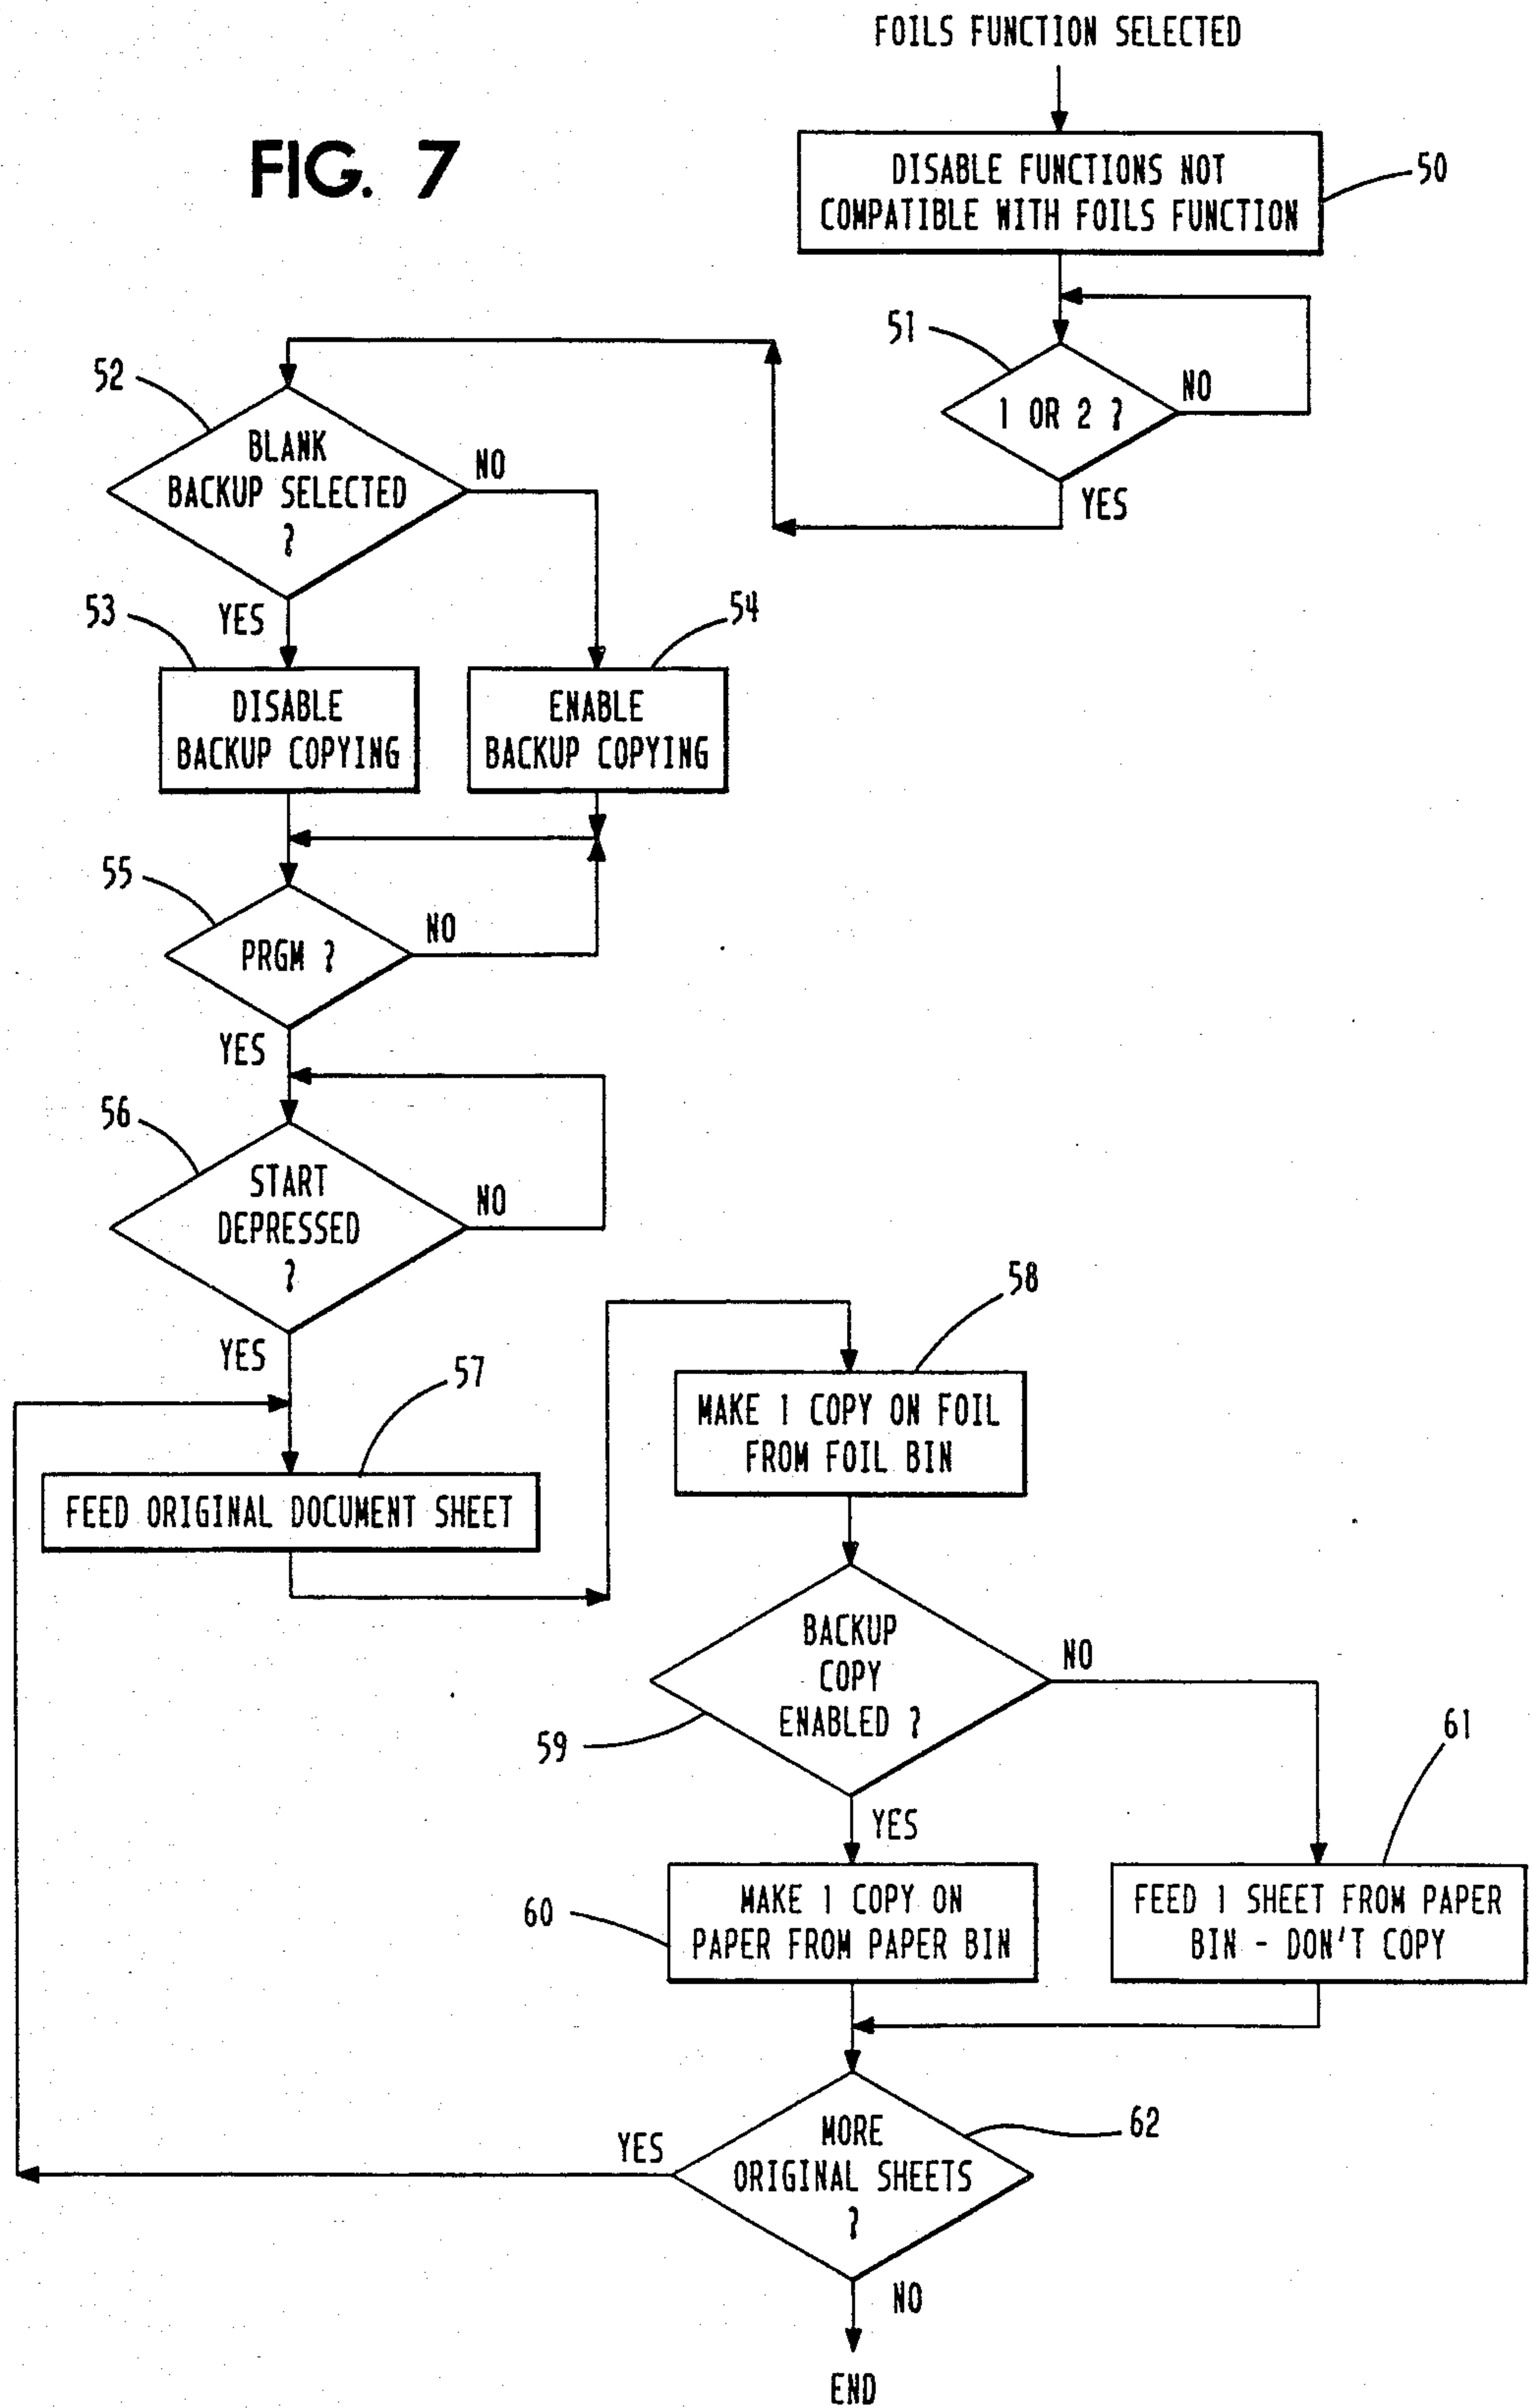 FOILS FUNCTION SELECTED
FIG. 7
DISABLE FUNCTIONS NOT
COMPATIBLE WITH FOILS FUNCTION
50
51
1 OR 2 ?
NO
YES
52
BLANK
BACKUP SELECTED
?
NO
YES
53
54
DISABLE
BACKUP COPYING
ENABLE
BACKUP COPYING
55
PRGM ?
NO
YES
56
START
DEPRESSED
?
NO
YES
57
FEED ORIGINAL DOCUMENT SHEET
58
MAKE 1 COPY ON FOIL
FROM FOIL BIN
BACKUP
COPY
ENABLED ?
59
NO
YES
61
60
MAKE 1 COPY ON
PAPER FROM PAPER BIN
FEED 1 SHEET FROM PAPER
BIN - DON'T COPY
MORE
ORIGINAL SHEETS
?
62
YES
NO
END